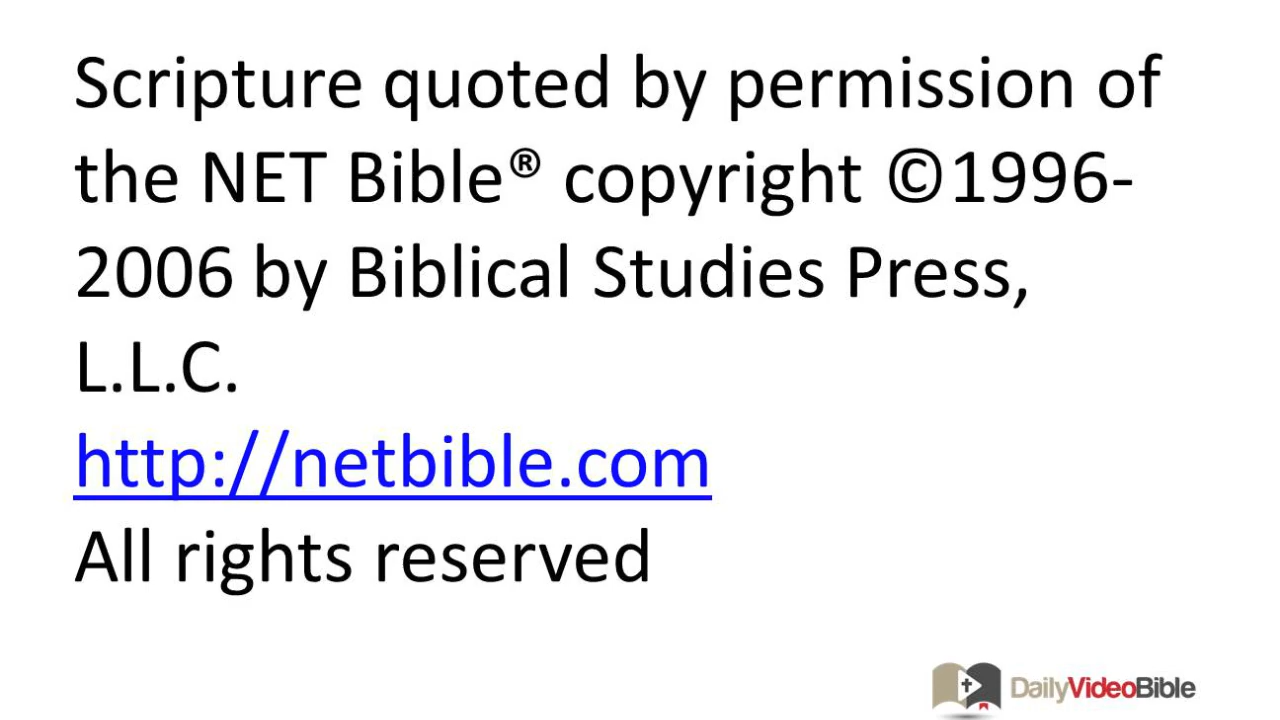 Scripture quoted by permission of
the NET Bible® copyright ©1996-
2006 by Biblical Studies Press,
L.L.C.
http://netbible.com
All rights reserved
DailyVideoBible